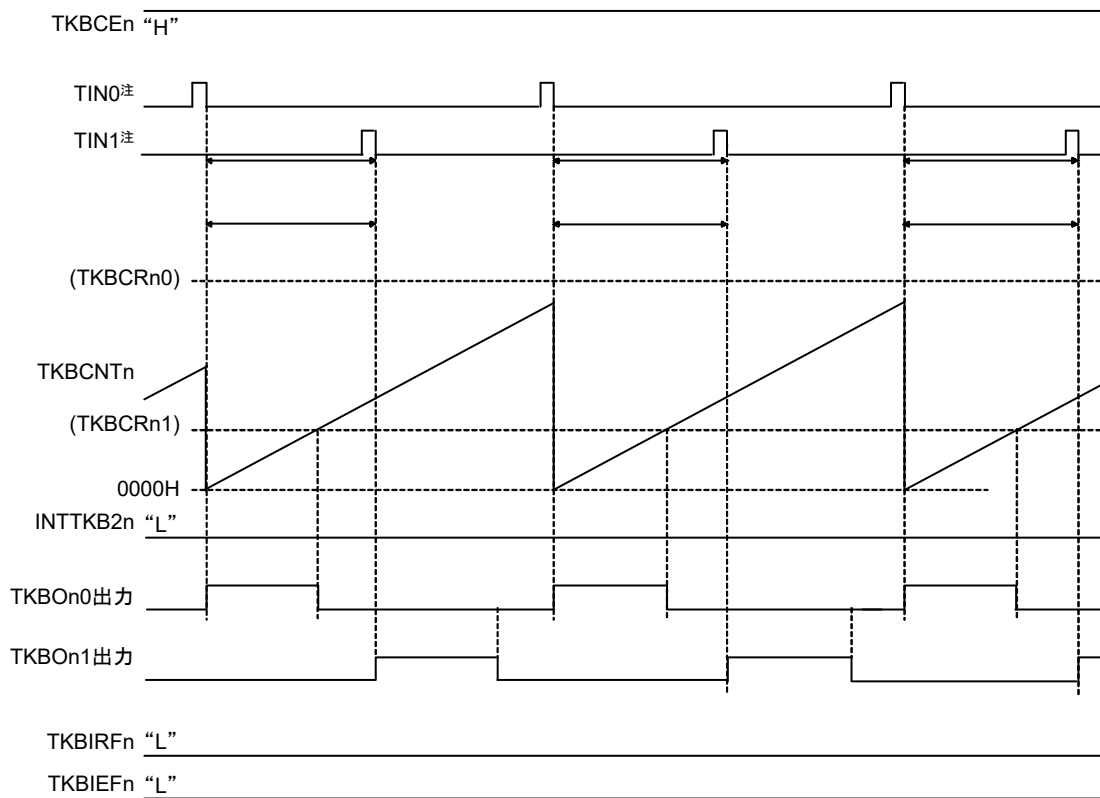 TKBCEn “H”
TIN0注
TIN1注
(TKBCRn0)
TKBCNTn
(TKBCRn1)
0000H
INTTKB2n “L”
TKBOn0出力
TKBOn1出力
TKBIRFn “L”
TKBIEFn “L”